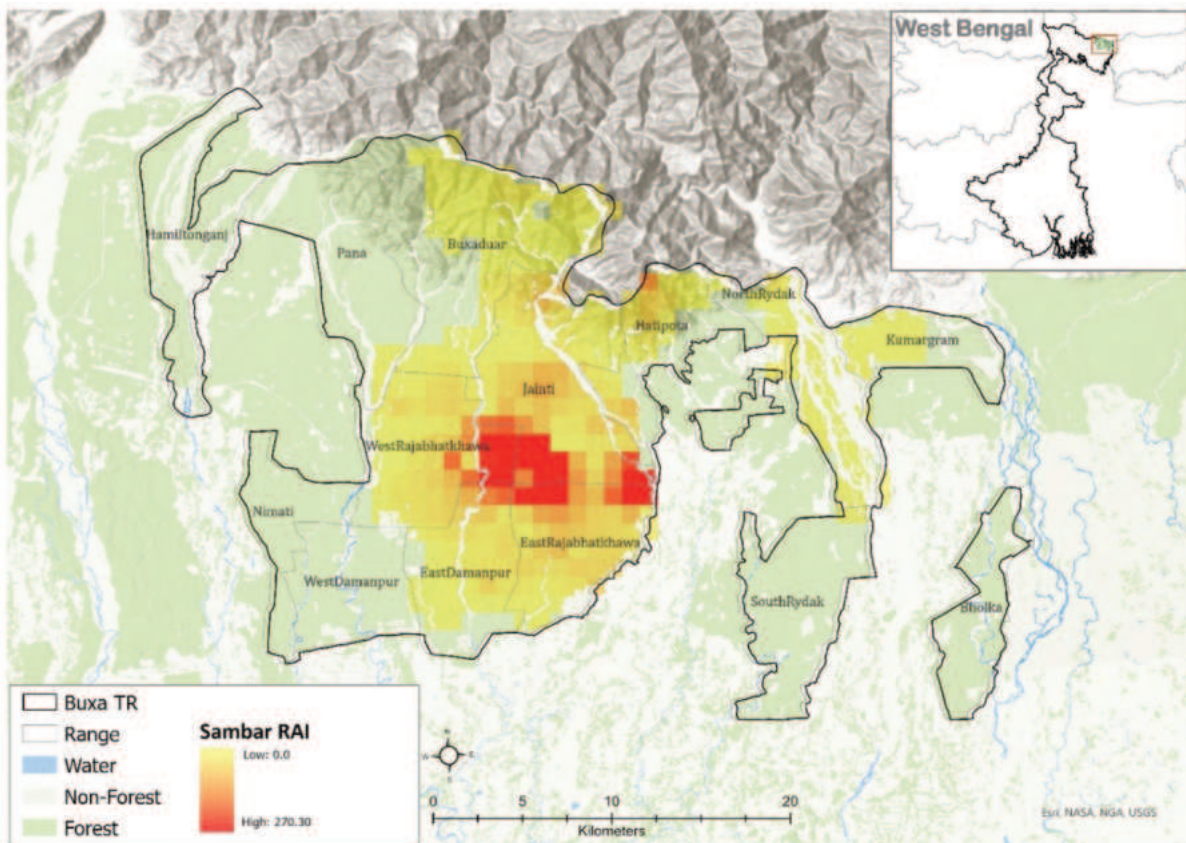 West Bengal
Hamiltonganj
Pana
Buxaduar
NorthRydak
Hatipota
Kumargram
Jainti
WestRajabhatkhawa
Nimati
EastRajabhatkhawa
WestDamanpur
EastDamanpur
SouthRydak
Bholka
Buxa TR
Range
Water
Non-Forest
Forest
Sambar RAI
Low: 0.0
High: 270.30
N
W E
S
0 5 10 20
Kilometers
Esri, NASA, NGA, USGS